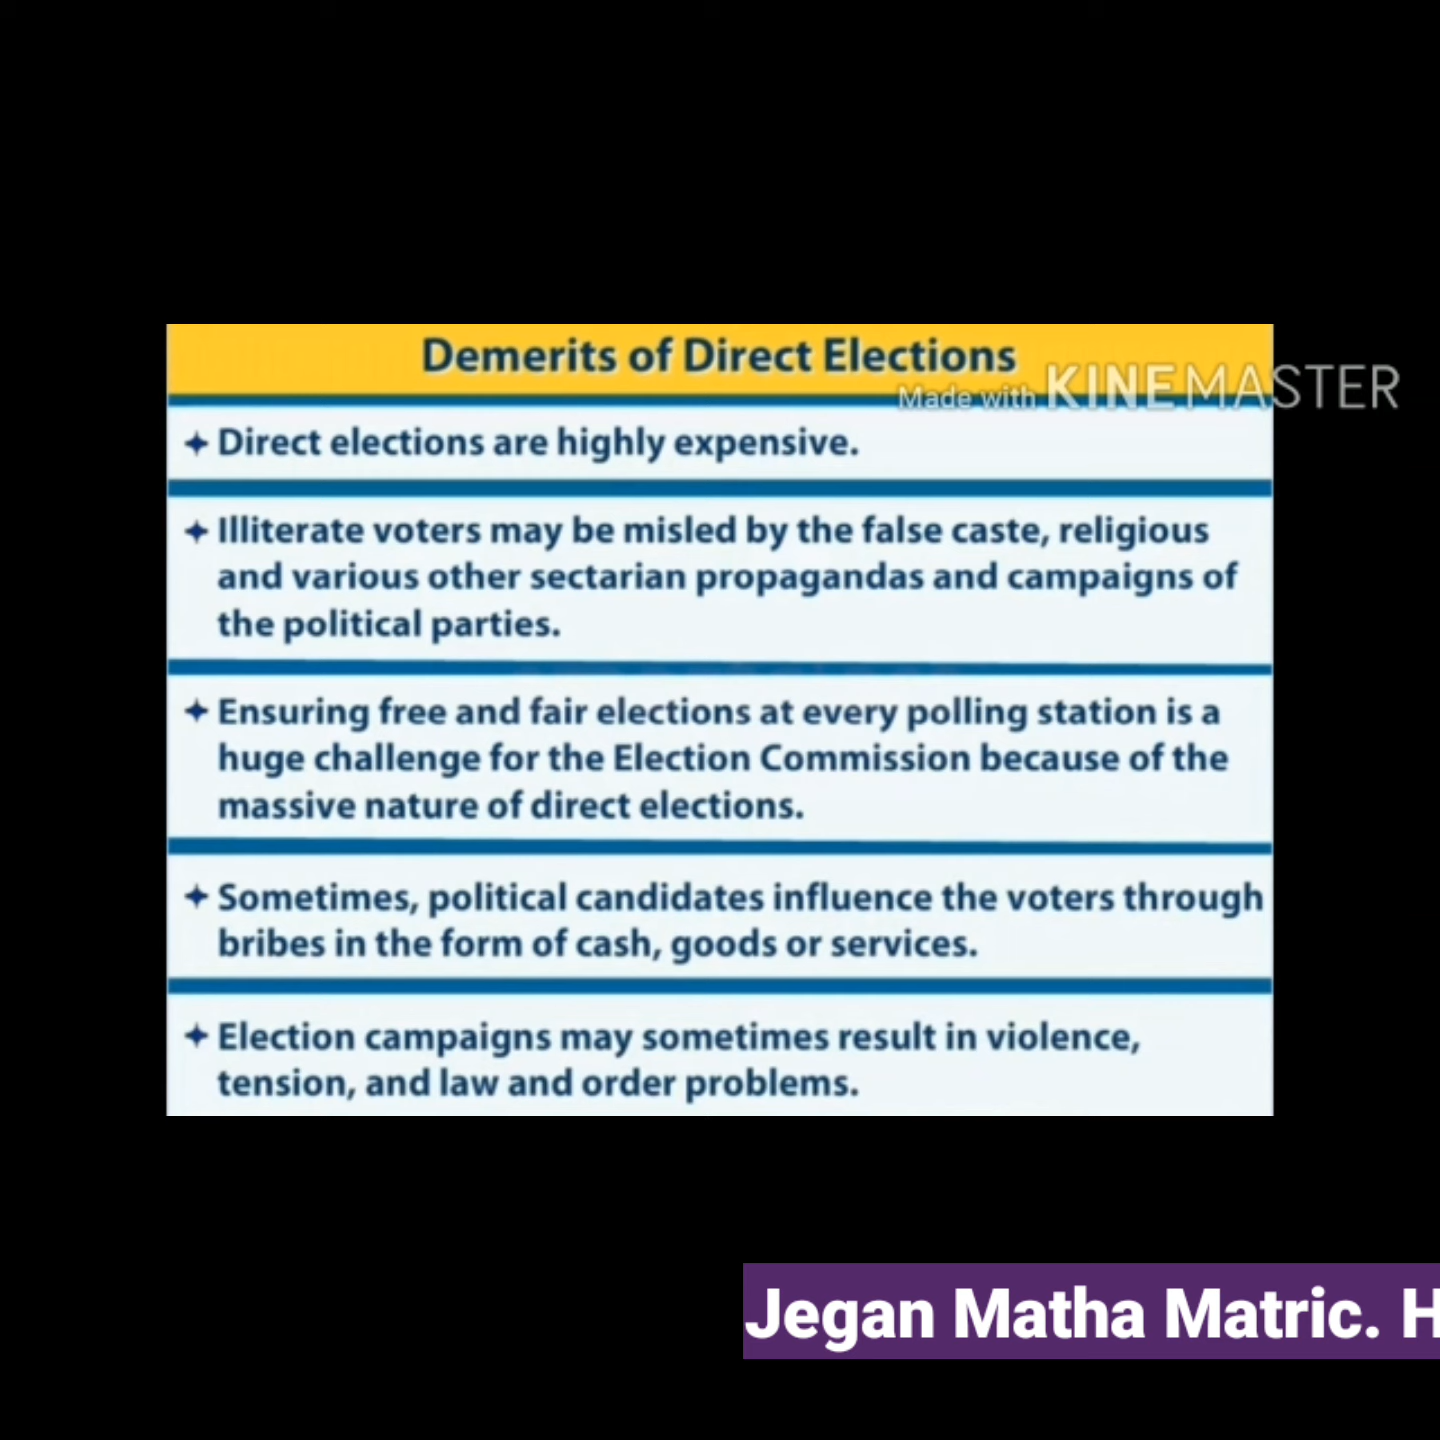 Demerits of Direct Elections
Made with KINEMASTER
✦ Direct elections are highly expensive.
✦ Illiterate voters may be misled by the false caste, religious
and various other sectarian propagandas and campaigns of
the political parties.
✦ Ensuring free and fair elections at every polling station is a
huge challenge for the Election Commission because of the
massive nature of direct elections.
✦ Sometimes, political candidates influence the voters through
bribes in the form of cash, goods or services.
✦ Election campaigns may sometimes result in violence,
tension, and law and order problems.
Jegan Matha Matric. H